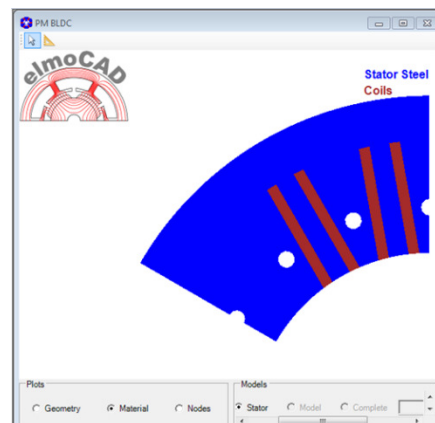 PM BLDC
elmoCAD
Stator Steel
Coils
Plots
Geometry
Material
Nodes
Models
Stator
Model
Complete